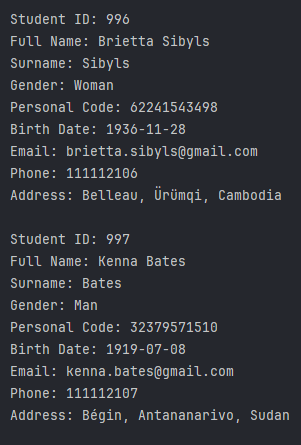 Student ID: 996
Full Name: Brietta Sibyls
Surname: Sibyls
Gender: Woman
Personal Code: 62241543498
Birth Date: 1936-11-28
Email: brietta.sibyls@gmail.com
Phone: 111112106
Address: Belleau, Ürümqi, Cambodia

Student ID: 997
Full Name: Kenna Bates
Surname: Bates
Gender: Man
Personal Code: 32379571510
Birth Date: 1919-07-08
Email: kenna.bates@gmail.com
Phone: 111112107
Address: Bégin, Antananarivo, Sudan